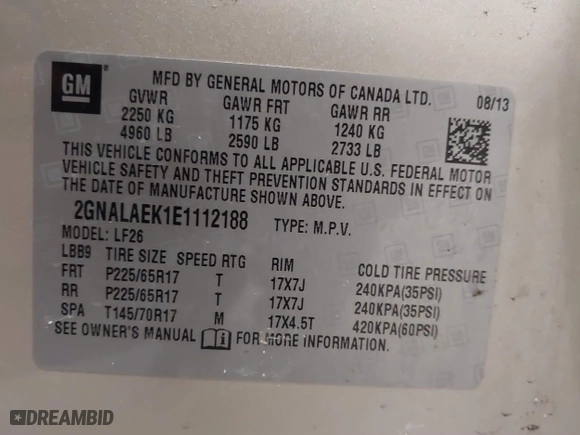 GM
MFD BY GENERAL MOTORS OF CANADA LTD. 08/13
GVWR GAWR FRT GAWR RR
2250 KG 1175 KG 1240 KG
4960 LB 2590 LB 2733 LB
THIS VEHICLE CONFORMS TO ALL APPLICABLE U.S. FEDERAL MOTOR
VEHICLE SAFETY AND THEFT PREVENTION STANDARDS IN EFFECT ON
THE DATE OF MANUFACTURE SHOWN ABOVE.
2GNALAEK1E1112188 TYPE: M.P.V.
MODEL: LF26
LBB9 TIRE SIZE SPEED RTG RIM COLD TIRE PRESSURE
FRT P225/65R17 T 17X7J 240KPA(35PSI)
RR P225/65R17 T 17X7J 240KPA(35PSI)
SPA T145/70R17 M 17X4.5T 420KPA(60PSI)
SEE OWNER'S MANUAL FOR MORE INFORMATION.
DREAMBID